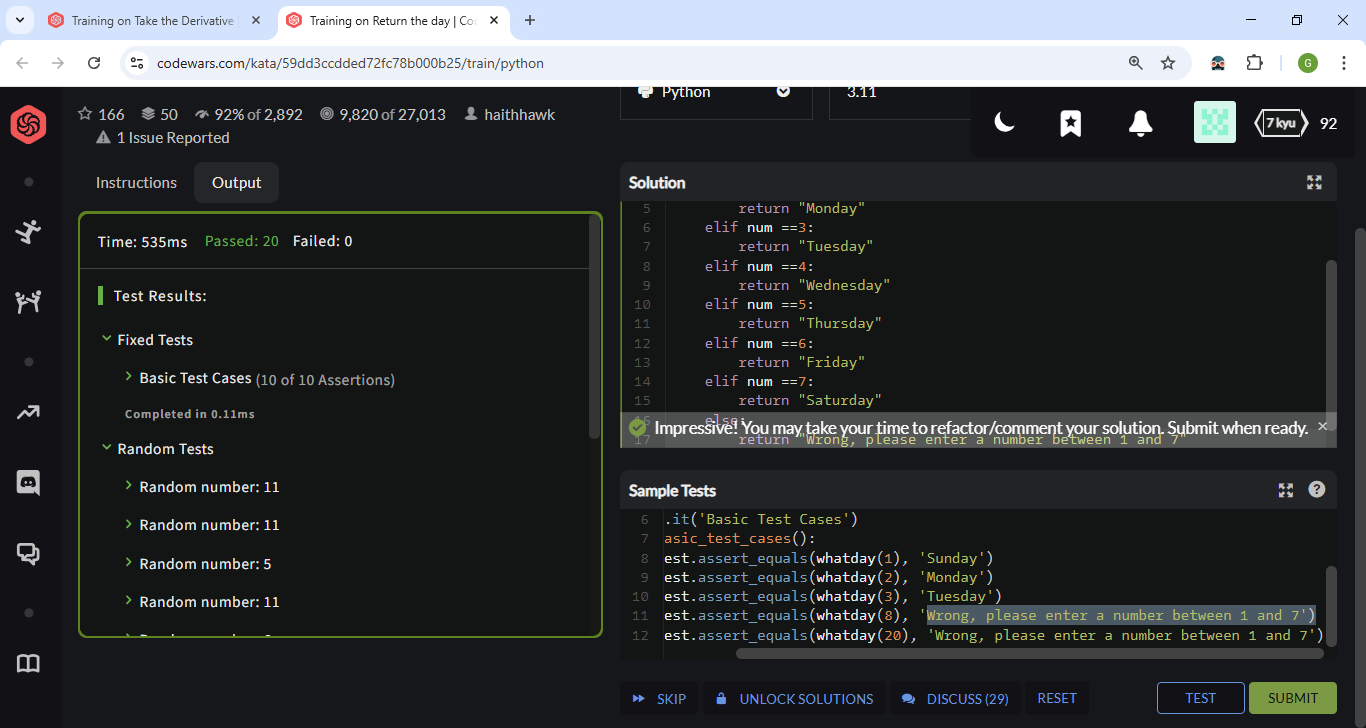 Training on Take the Derivative
Training on Return the day | Co
codewars.com/kata/59dd3ccdded72fc78b000b25/train/python
G
166 50 92% of 2,892 9,820 of 27,013 haithhawk
1 Issue Reported
Python
3.11
7 kyu
92
Instructions
Output
Time: 535ms Passed: 20 Failed: 0
Test Results:
Fixed Tests
Basic Test Cases (10 of 10 Assertions)
Completed in 0.11ms
Random Tests
Random number: 11
Random number: 11
Random number: 5
Random number: 11
Solution
5 return "Monday"
6 elif num ==3:
7 return "Tuesday"
8 elif num ==4:
9 return "Wednesday"
10 elif num ==5:
11 return "Thursday"
12 elif num ==6:
13 return "Friday"
14 elif num ==7:
15 return "Saturday"
16 else:
Impressive! You may take your time to refactor/comment your solution. Submit when ready.
17 return "Wrong, please enter a number between 1 and 7"
Sample Tests
6 .it('Basic Test Cases')
7 asic_test_cases():
8 est.assert_equals(whatday(1), 'Sunday')
9 est.assert_equals(whatday(2), 'Monday')
10 est.assert_equals(whatday(3), 'Tuesday')
11 est.assert_equals(whatday(8), 'Wrong, please enter a number between 1 and 7')
12 est.assert_equals(whatday(20), 'Wrong, please enter a number between 1 and 7')
SKIP
UNLOCK SOLUTIONS
DISCUSS (29)
RESET
TEST
SUBMIT